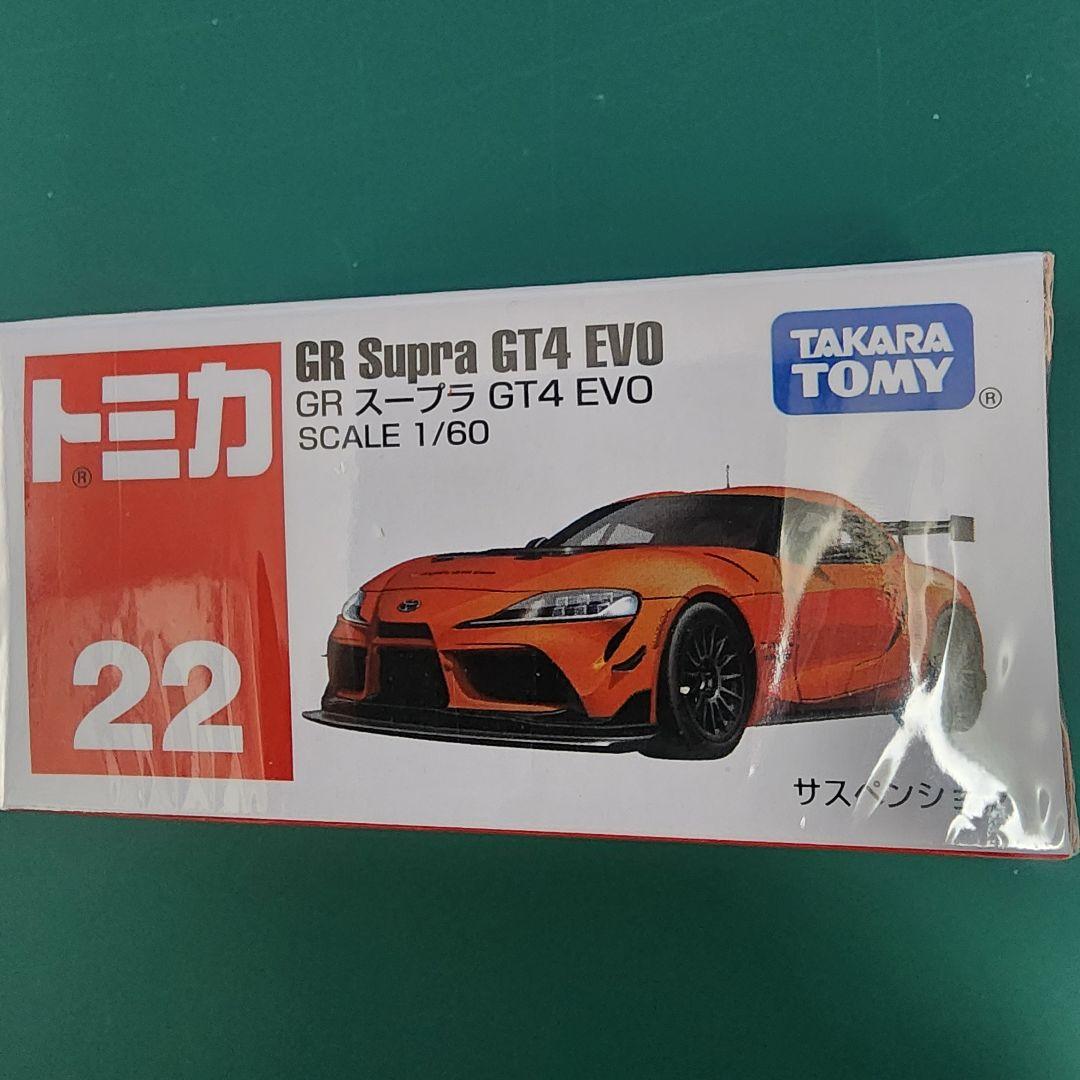 トミカ
®
22
GR Supra GT4 EVO
GR スープラ GT4 EVO
SCALE 1/60
TAKARA
TOMY
®
サスペンショ